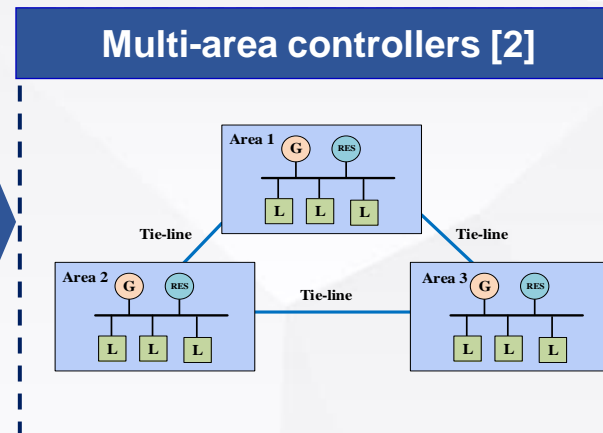 Multi-area controllers [2]
Area 1
G
RES
L
L
L
Tie-line
Tie-line
Area 2
G
RES
L
L
L
Tie-line
Area 3
G
RES
L
L
L